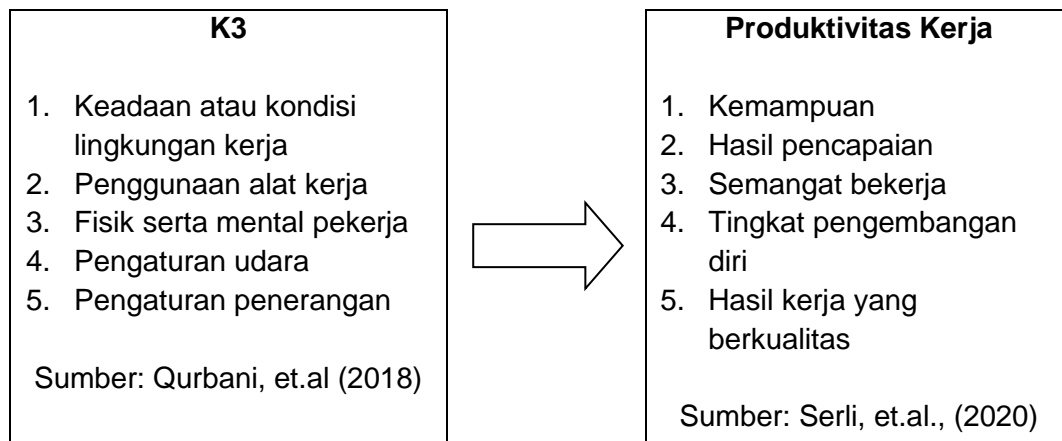 K3
1. Keadaan atau kondisi
lingkungan kerja
2. Penggunaan alat kerja
3. Fisik serta mental pekerja
4. Pengaturan udara
5. Pengaturan penerangan
Sumber: Qurbani, et.al (2018)
Produktivitas Kerja
1. Kemampuan
2. Hasil pencapaian
3. Semangat bekerja
4. Tingkat pengembangan
diri
5. Hasil kerja yang
berkualitas
Sumber: Serli, et.al., (2020)